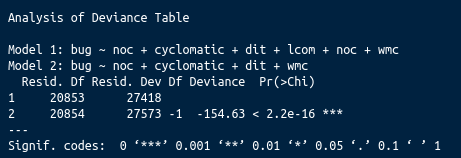 Analysis of Deviance Table
Model 1: bug ~ noc + cyclomatic + dit + lcom + noc + wmc
Model 2: bug ~ noc + cyclomatic + dit + wmc
  Resid. Df Resid. Dev Df Deviance  Pr(>Chi)
1     20853      27418
2     20854      27573 -1  -154.63 < 2.2e-16 ***
---
Signif. codes:  0 ‘***’ 0.001 ‘**’ 0.01 ‘*’ 0.05 ‘.’ 0.1 ‘ ’ 1